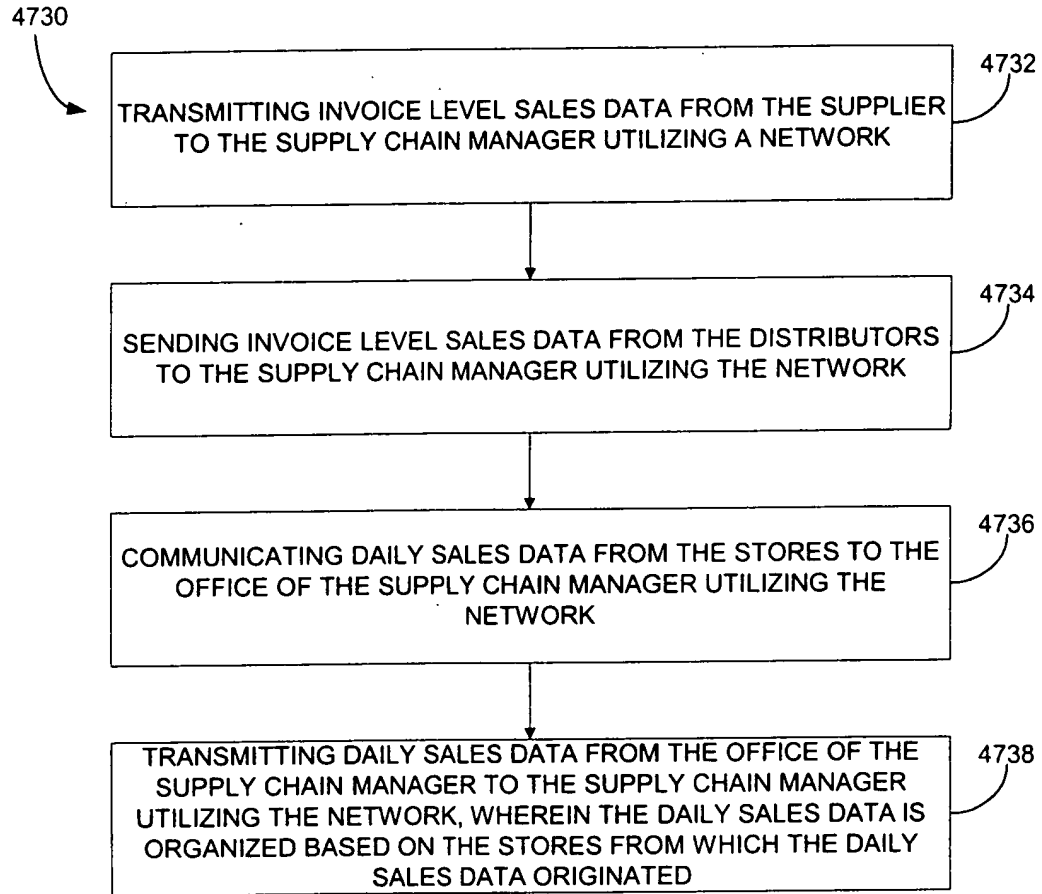 4730
4732
TRANSMITTING INVOICE LEVEL SALES DATA FROM THE SUPPLIER
TO THE SUPPLY CHAIN MANAGER UTILIZING A NETWORK
4734
SENDING INVOICE LEVEL SALES DATA FROM THE DISTRIBUTORS
TO THE SUPPLY CHAIN MANAGER UTILIZING THE NETWORK
4736
COMMUNICATING DAILY SALES DATA FROM THE STORES TO THE
OFFICE OF THE SUPPLY CHAIN MANAGER UTILIZING THE
NETWORK
4738
TRANSMITTING DAILY SALES DATA FROM THE OFFICE OF THE
SUPPLY CHAIN MANAGER TO THE SUPPLY CHAIN MANAGER
UTILIZING THE NETWORK, WHEREIN THE DAILY SALES DATA IS
ORGANIZED BASED ON THE STORES FROM WHICH THE DAILY
SALES DATA ORIGINATED